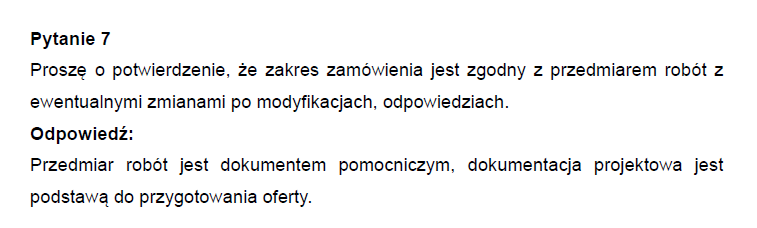 Pytanie 7
Proszę o potwierdzenie, że zakres zamówienia jest zgodny z przedmiarem robót z
ewentualnymi zmianami po modyfikacjach, odpowiedziach.
Odpowiedź:
Przedmiar robót jest dokumentem pomocniczym, dokumentacja projektowa jest
podstawą do przygotowania oferty.